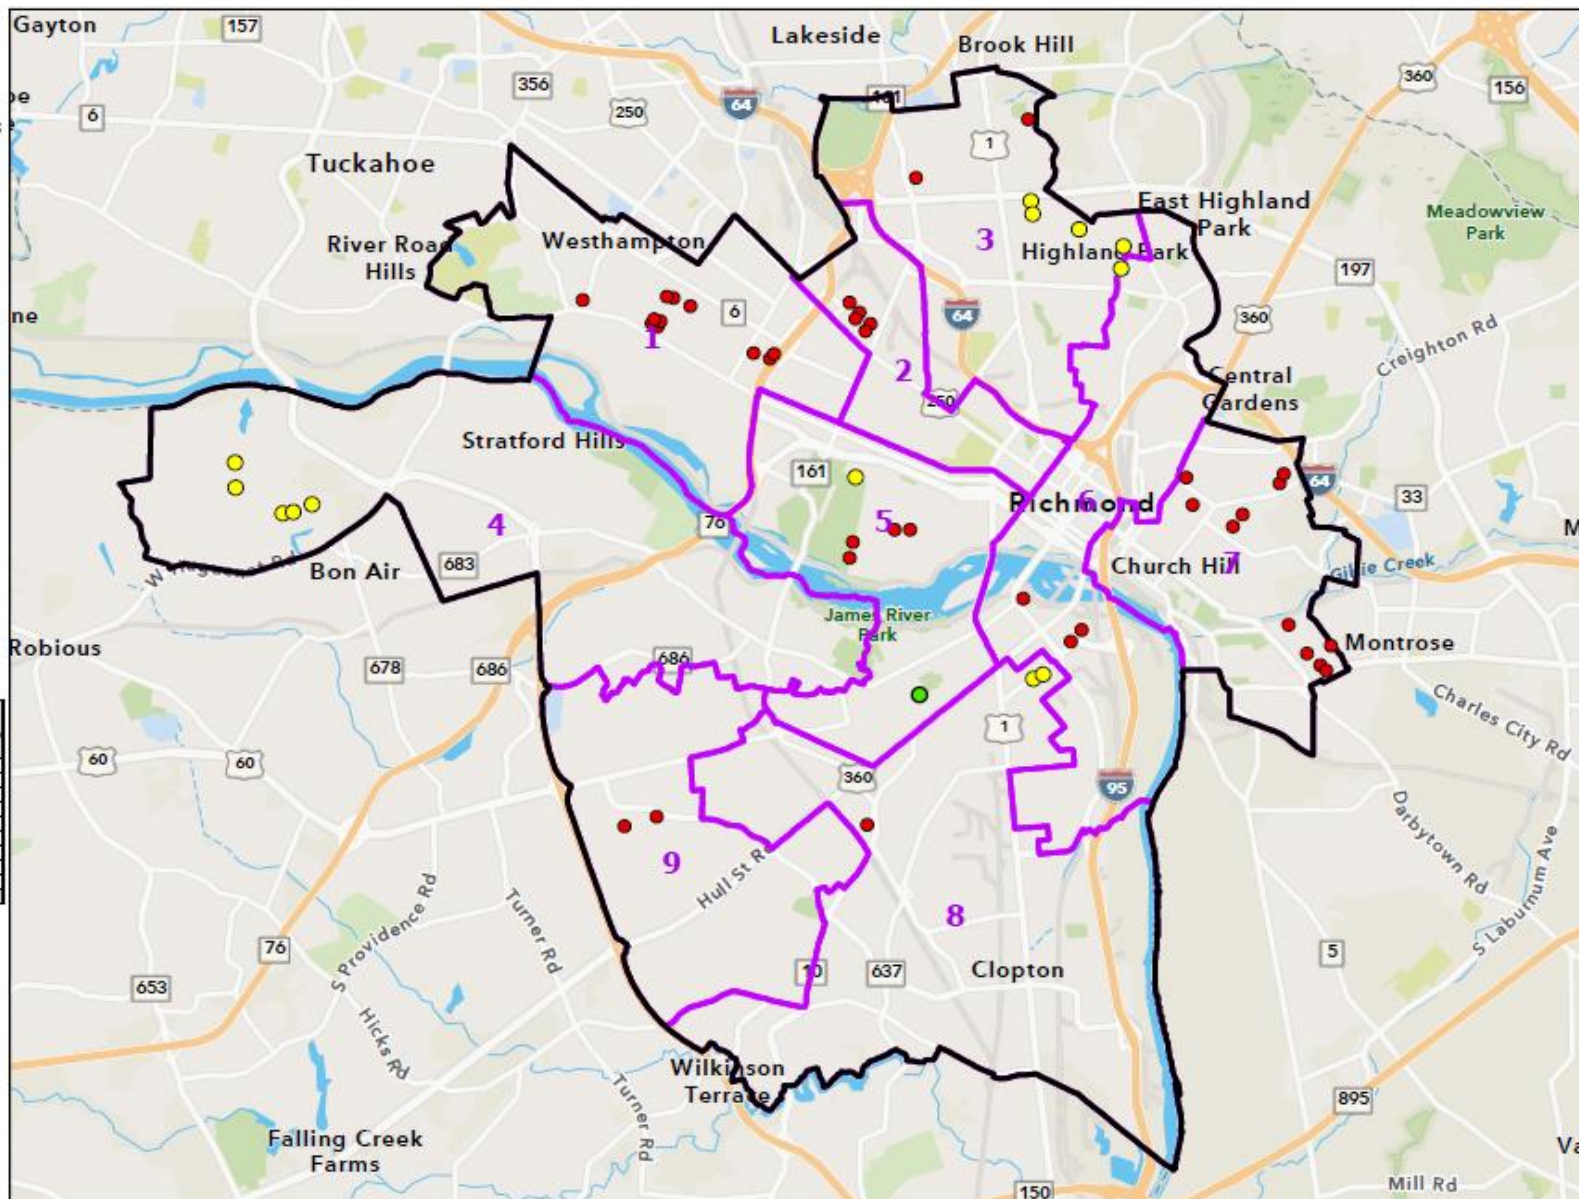 Gayton
157
Lakeside
Brook Hill
360
156
356
64
161
250
6
1
Tuckahoe
East Highland
Park
Meadowview
Park
River Road
Hills
Westhampton
3
Highland Park
197
ne
6
64
360
Creighton Rd
1
2
Central
Gardens
250
Stratford Hills
161
64
33
Richmond
6
4
76
5
W Huguenot Rd
Bon Air
683
Church Hill
7
Gillie Creek
James River
Park
Robious
678
686
686
Montrose
Charles City Rd
60
60
1
360
95
Darbytown Rd
9
Hull St Rd
8
S Laburnum Ave
S Providence Rd
Turner Rd
76
5
653
10
637
Clopton
Hicks Rd
Wilkinson
Terrace
Turner Rd
895
Falling Creek
Farms
Va
150
Mill Rd